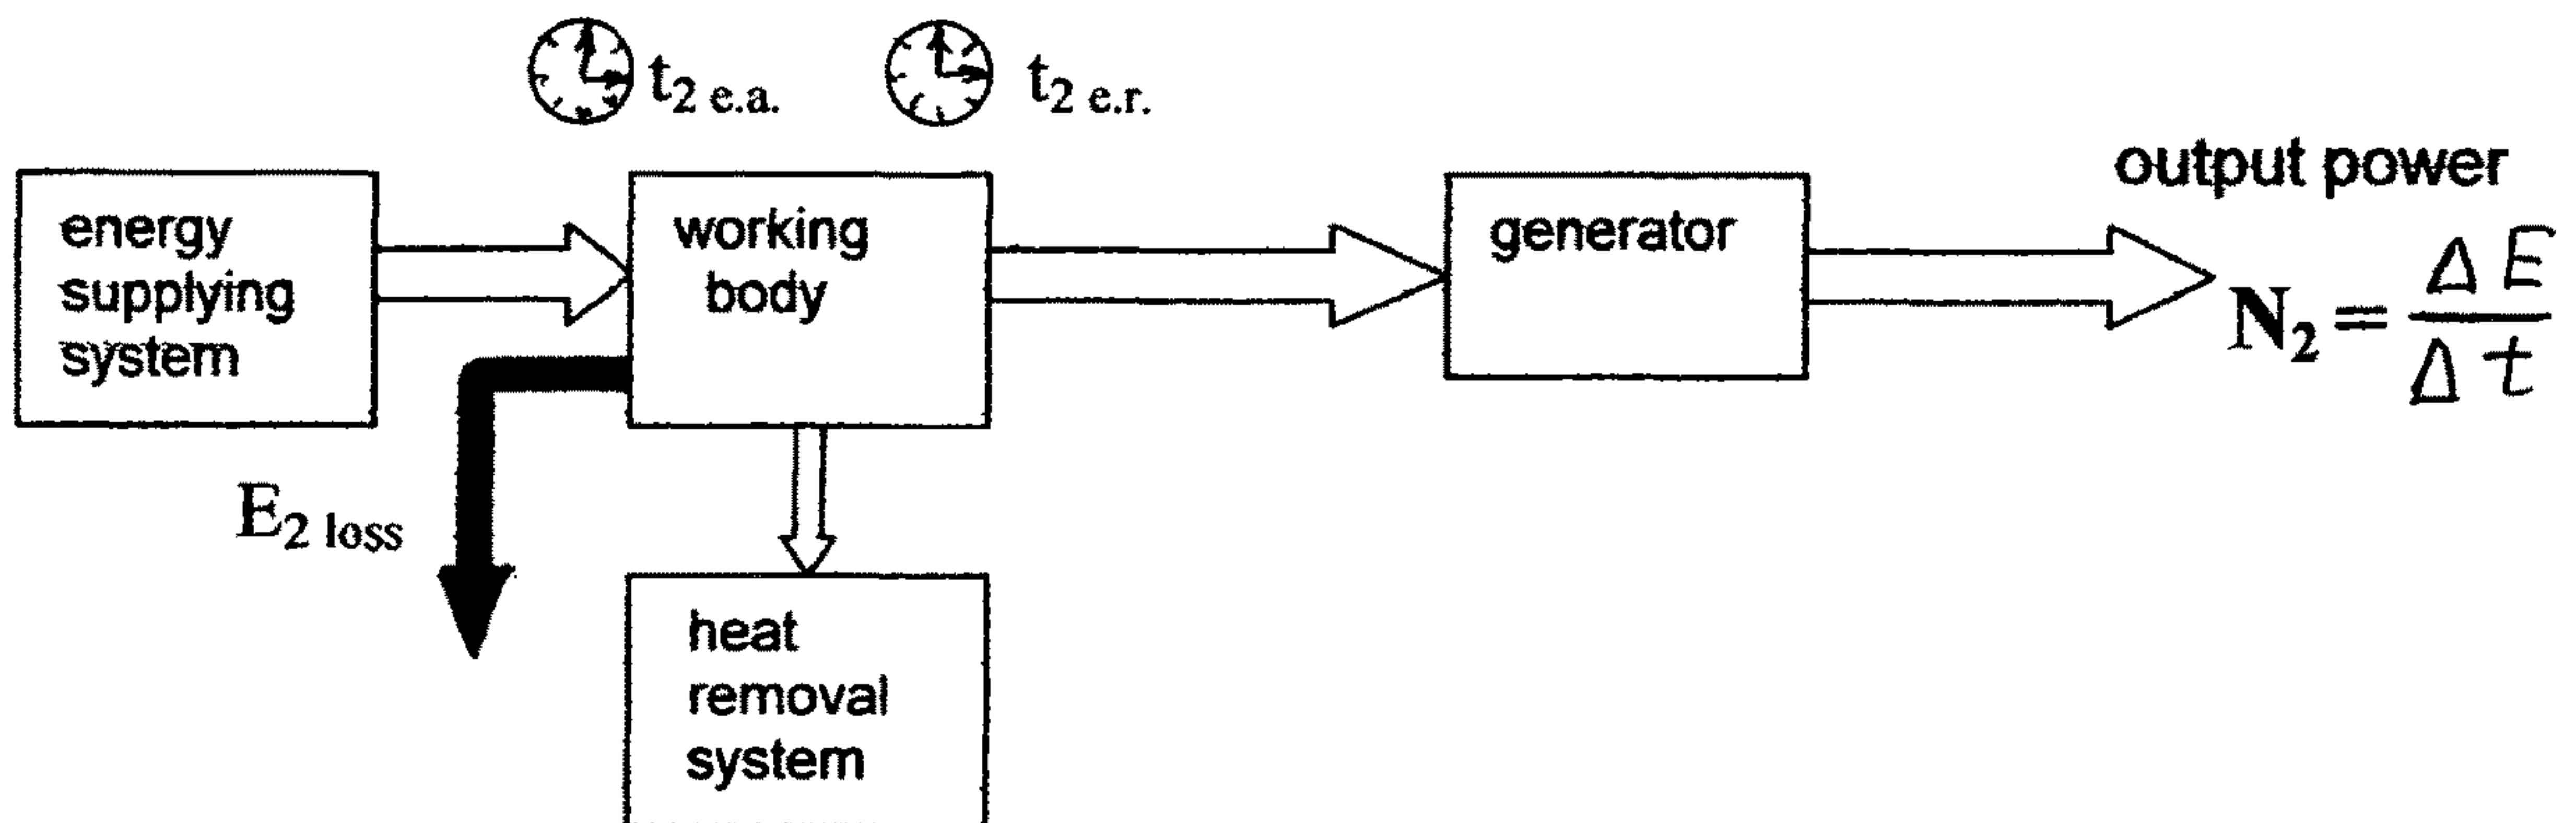 t₂ e.a.
t₂ e.r.
energy
supplying
system
working
body
generator
output power
N₂ = ΔE/Δt
E₂ loss
heat
removal
system